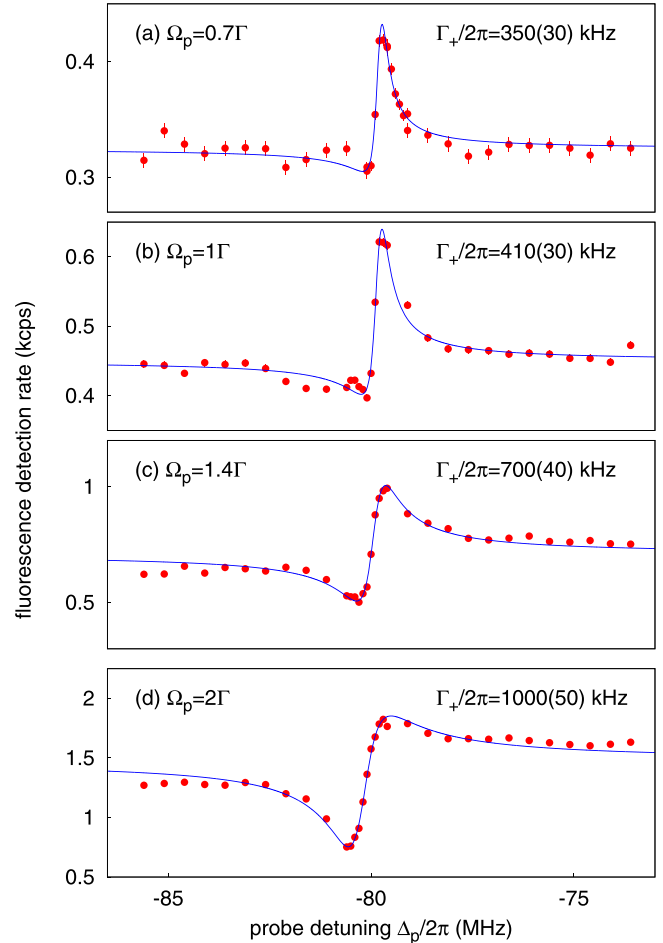 (a) Ωp=0.7Γ Γ+/2π=350(30) kHz
0.4
0.3
(b) Ωp=1Γ Γ+/2π=410(30) kHz
0.6
0.5
0.4
fluorescence detection rate (kcps)
(c) Ωp=1.4Γ Γ+/2π=700(40) kHz
1
0.5
(d) Ωp=2Γ Γ+/2π=1000(50) kHz
2
1.5
1
0.5
-85 -80 -75
probe detuning Δp/2π (MHz)